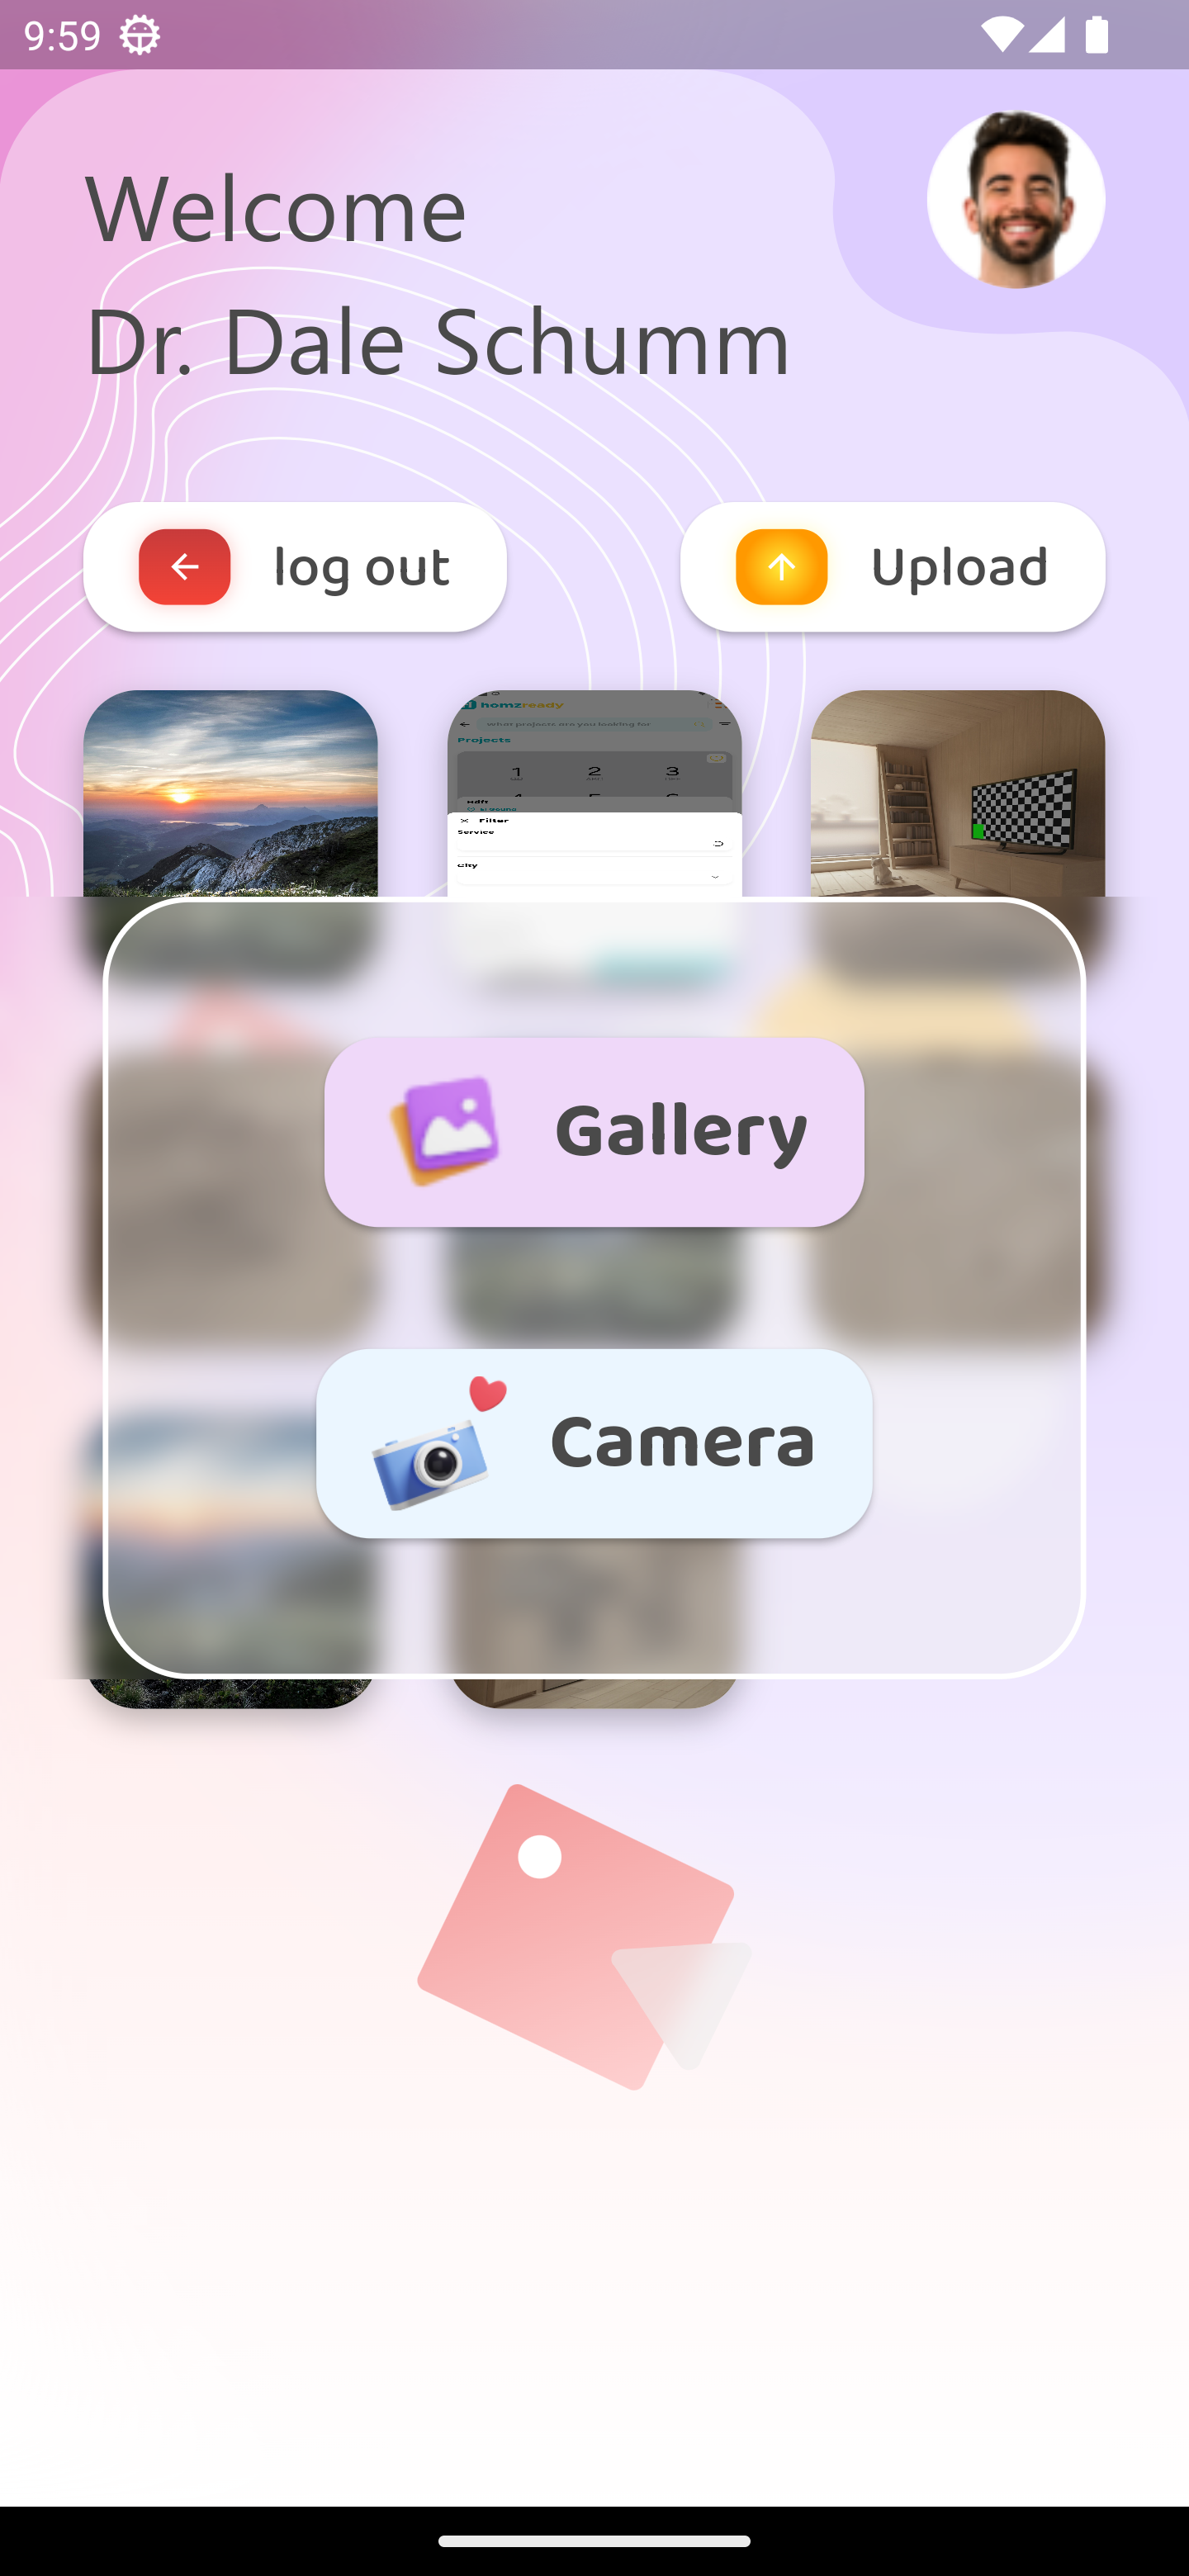 9:59
Welcome
Dr. Dale Schumm
log out
Upload
homzready
What projects are you looking for
Projects
1 2 3
Filter
Service
City
Gallery
Camera